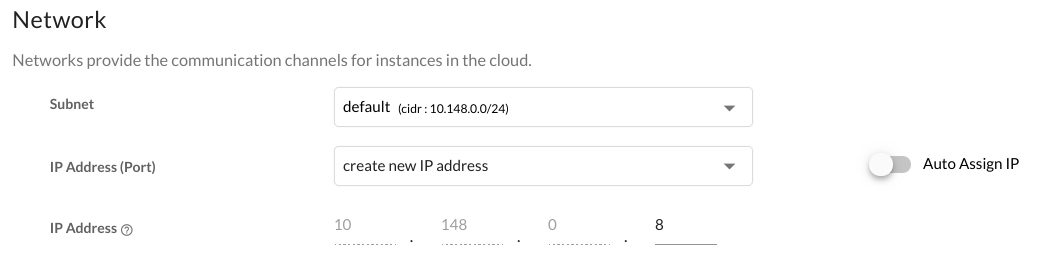 Network
Networks provide the communication channels for instances in the cloud.
Subnet
default (cidr : 10.148.0.0/24)
IP Address (Port)
create new IP address
Auto Assign IP
IP Address ?
10 . 148 . 0 . 8